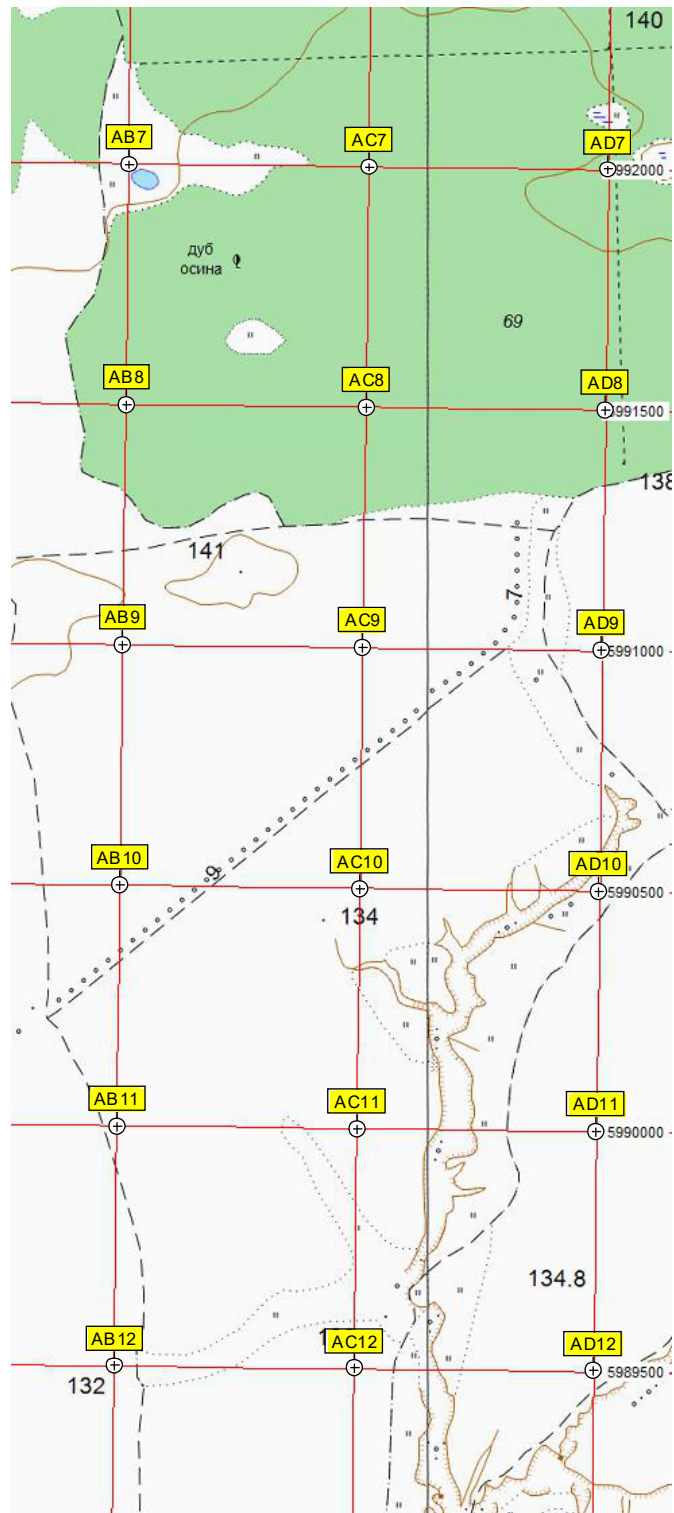 140
AB7
AC7
AD7
5992000
дуб
осина
69
AB8
AC8
AD8
5991500
138
141
7
AB9
AC9
AD9
5991000
AB10
AC10
AD10
9
5990500
134
AB11
AC11
AD11
5990000
134.8
AB12
AC12
AD12
5989500
132